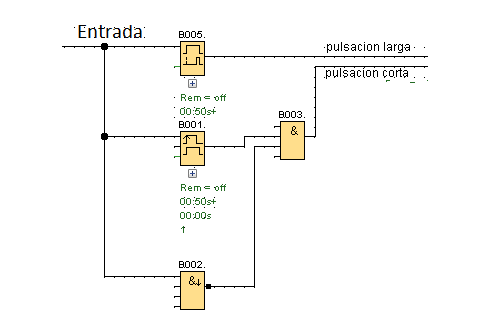 Entrada
B005.
pulsacion larga
pulsacion corta
Rem = off
00:50s+
B001.
B003.
&
Rem = off
00:50s+
00:00s
↑
B002.
&↓